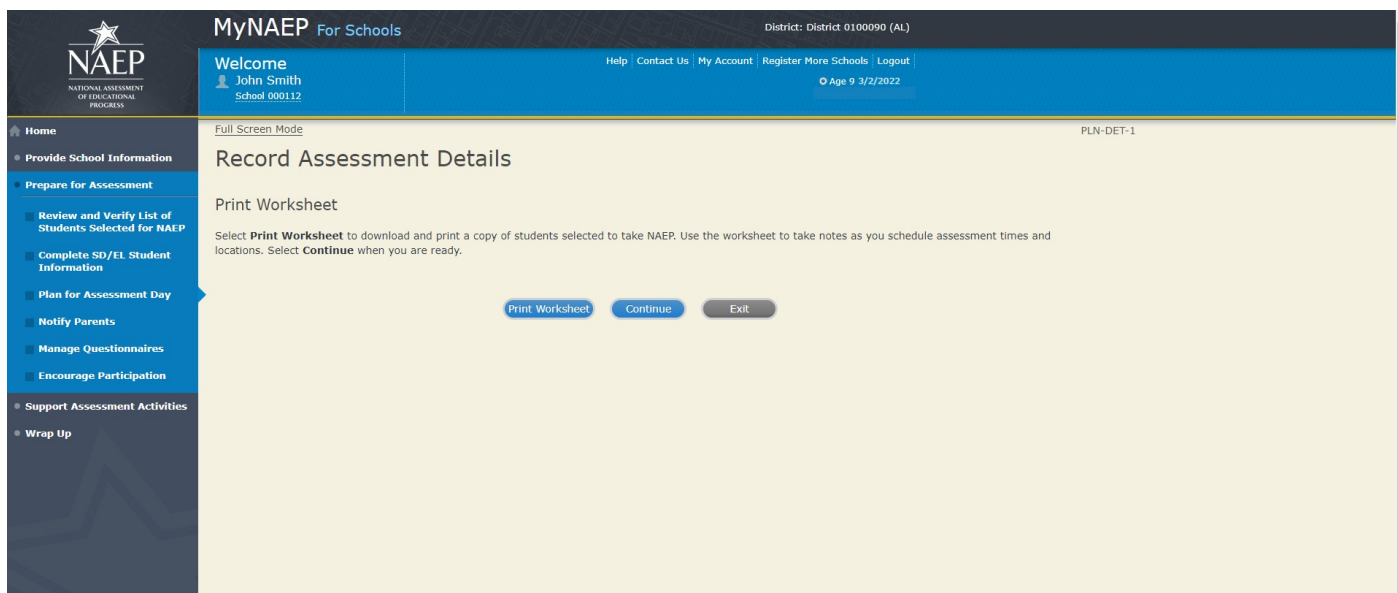 NAEP
NATIONAL ASSESSMENT
OF EDUCATIONAL
PROGRESS
MyNAEP For Schools
District: District 0100090 (AL)
Welcome
John Smith
School 000112
Help Contact Us My Account Register More Schools Logout
Age 9 3/2/2022
Home
Provide School Information
Prepare for Assessment
Review and Verify List of
Students Selected for NAEP
Complete SD/EL Student
Information
Plan for Assessment Day
Notify Parents
Manage Questionnaires
Encourage Participation
Support Assessment Activities
Wrap Up
Full Screen Mode
PLN-DET-1
Record Assessment Details
Print Worksheet
Select Print Worksheet to download and print a copy of students selected to take NAEP. Use the worksheet to take notes as you schedule assessment times and
locations. Select Continue when you are ready.
Print Worksheet Continue Exit